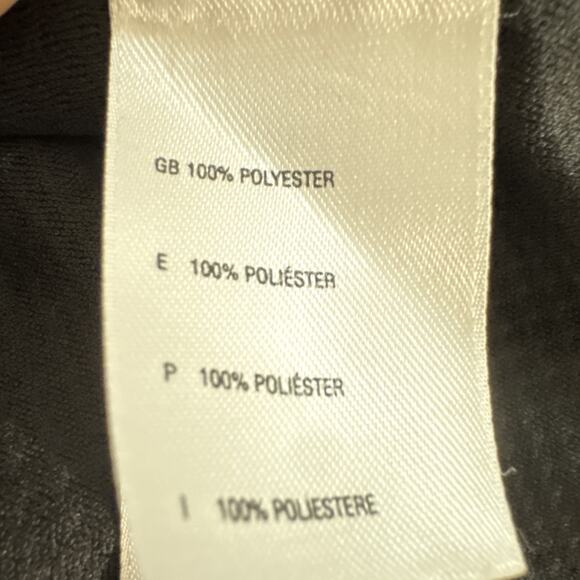 GB 100% POLYESTER
E 100% POLIÉSTER
P 100% POLIÉSTER
I 100% POLIESTERE